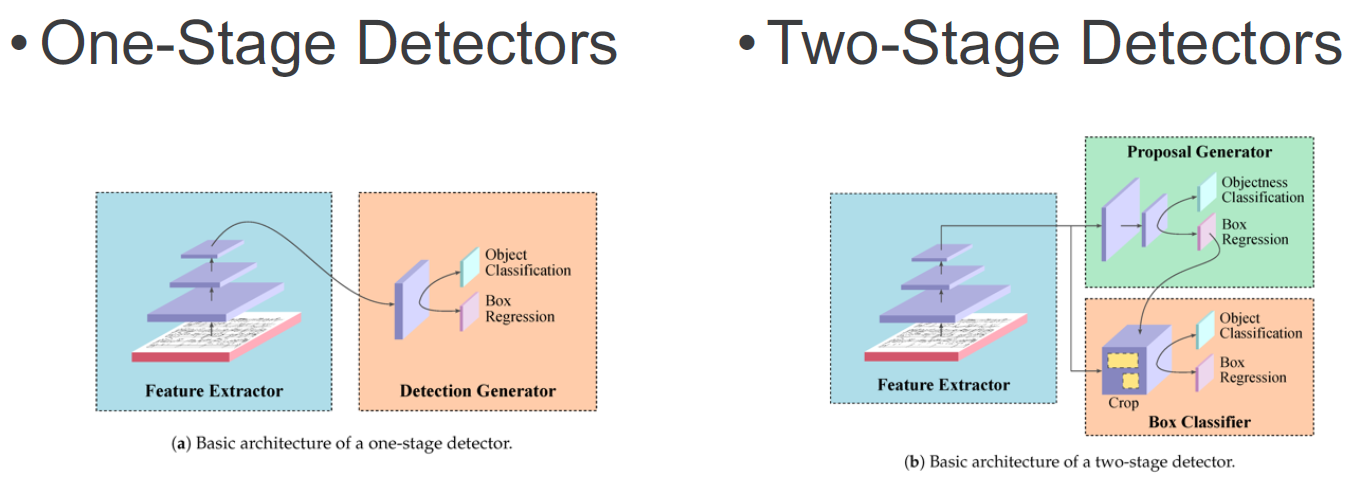 • One-Stage Detectors
Feature Extractor
Object
Classification
Box
Regression
Detection Generator
(a) Basic architecture of a one-stage detector.
• Two-Stage Detectors
Feature Extractor
Proposal Generator
Objectness
Classification
Box
Regression
Object
Classification
Box
Regression
Crop
Box Classifier
(b) Basic architecture of a two-stage detector.